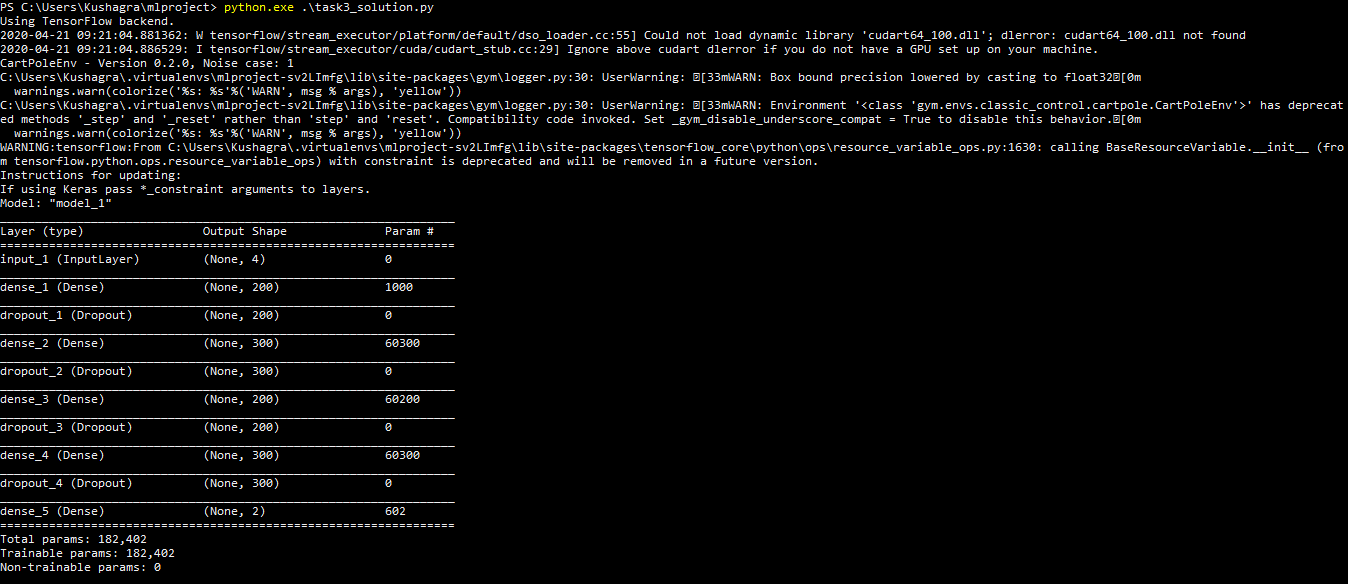 PS C:\Users\Kushagra\mlproject> python.exe .\task3_solution.py
Using TensorFlow backend.
2020-04-21 09:21:04.881362: W tensorflow/stream_executor/platform/default/dso_loader.cc:55] Could not load dynamic library 'cudart64_100.dll'; dlerror: cudart64_100.dll not found
2020-04-21 09:21:04.886529: I tensorflow/stream_executor/cuda/cudart_stub.cc:29] Ignore above cudart dlerror if you do not have a GPU set up on your machine.
CartPoleEnv - Version 0.2.0, Noise case: 1
C:\Users\Kushagra\.virtualenvs\mlproject-sv2LImfg\lib\site-packages\gym\logger.py:30: UserWarning: [33mWARN: Box bound precision lowered by casting to float32[0m
  warnings.warn(colorize('%s: %s'%('WARN', msg % args), 'yellow'))
C:\Users\Kushagra\.virtualenvs\mlproject-sv2LImfg\lib\site-packages\gym\logger.py:30: UserWarning: [33mWARN: Environment '<class 'gym.envs.classic_control.cartpole.CartPoleEnv'>' has deprecat
ed methods '_step' and '_reset' rather than 'step' and 'reset'. Compatibility code invoked. Set _gym_disable_underscore_compat = True to disable this behavior.[0m
  warnings.warn(colorize('%s: %s'%('WARN', msg % args), 'yellow'))
WARNING:tensorflow:From C:\Users\Kushagra\.virtualenvs\mlproject-sv2LImfg\lib\site-packages\tensorflow_core\python\ops\resource_variable_ops.py:1630: calling BaseResourceVariable.__init__ (fro
m tensorflow.python.ops.resource_variable_ops) with constraint is deprecated and will be removed in a future version.
Instructions for updating:
If using Keras pass *_constraint arguments to layers.
Model: "model_1"
_________________________________________________________________
Layer (type)                 Output Shape              Param #
=================================================================
input_1 (InputLayer)         (None, 4)                 0
_________________________________________________________________
dense_1 (Dense)              (None, 200)               1000
_________________________________________________________________
dropout_1 (Dropout)          (None, 200)               0
_________________________________________________________________
dense_2 (Dense)              (None, 300)               60300
_________________________________________________________________
dropout_2 (Dropout)          (None, 300)               0
_________________________________________________________________
dense_3 (Dense)              (None, 200)               60200
_________________________________________________________________
dropout_3 (Dropout)          (None, 200)               0
_________________________________________________________________
dense_4 (Dense)              (None, 300)               60300
_________________________________________________________________
dropout_4 (Dropout)          (None, 300)               0
_________________________________________________________________
dense_5 (Dense)              (None, 2)                 602
=================================================================
Total params: 182,402
Trainable params: 182,402
Non-trainable params: 0